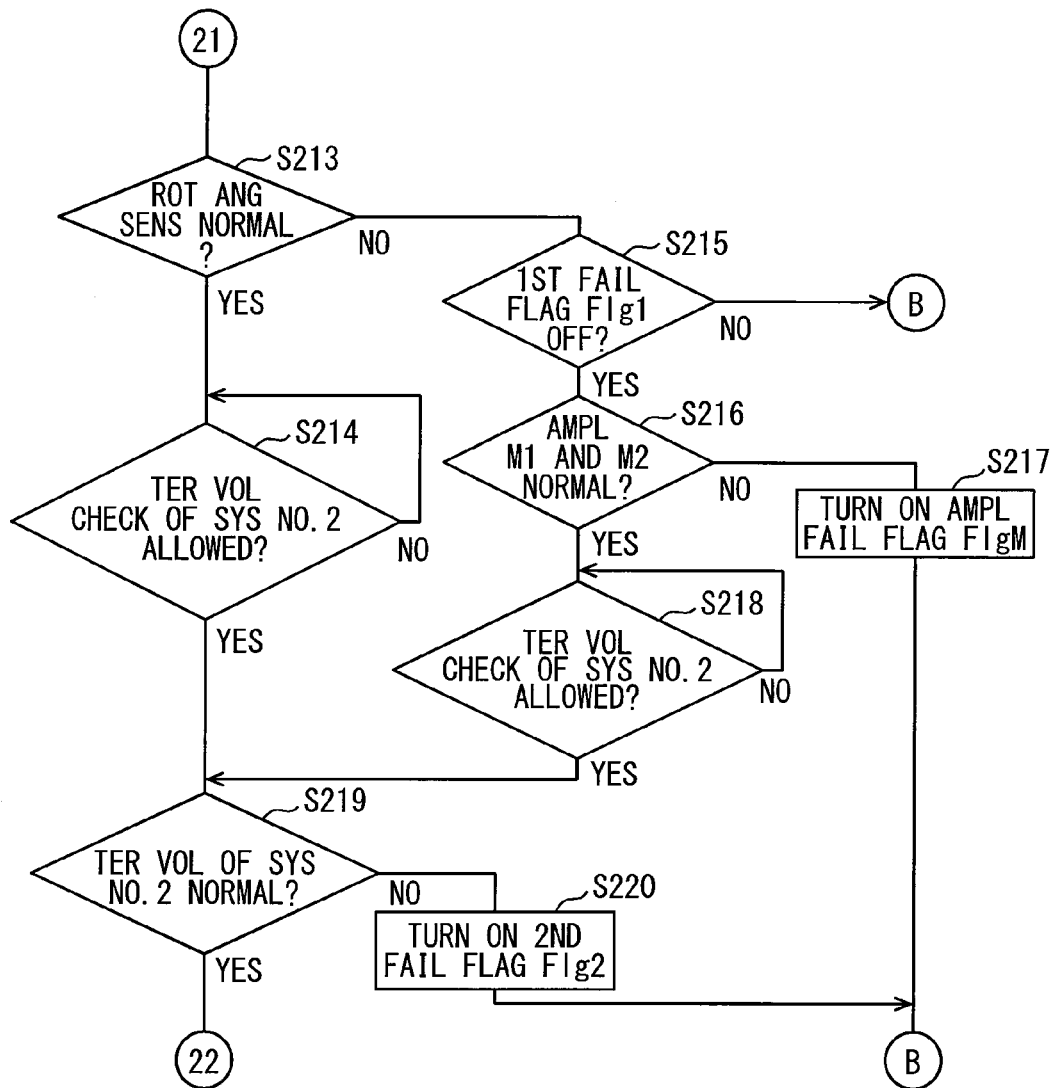 21
S213
ROT ANG
SENS NORMAL
?
NO
YES
S215
1ST FAIL
FLAG Flg1
OFF?
NO
B
YES
S214
TER VOL
CHECK OF SYS NO.2
ALLOWED?
NO
YES
S216
AMPL
M1 AND M2
NORMAL?
NO
YES
S217
TURN ON AMPL
FAIL FLAG FlgM
S218
TER VOL
CHECK OF SYS NO.2
ALLOWED?
NO
YES
S219
TER VOL OF SYS
NO.2 NORMAL?
NO
YES
S220
TURN ON 2ND
FAIL FLAG Flg2
22
B